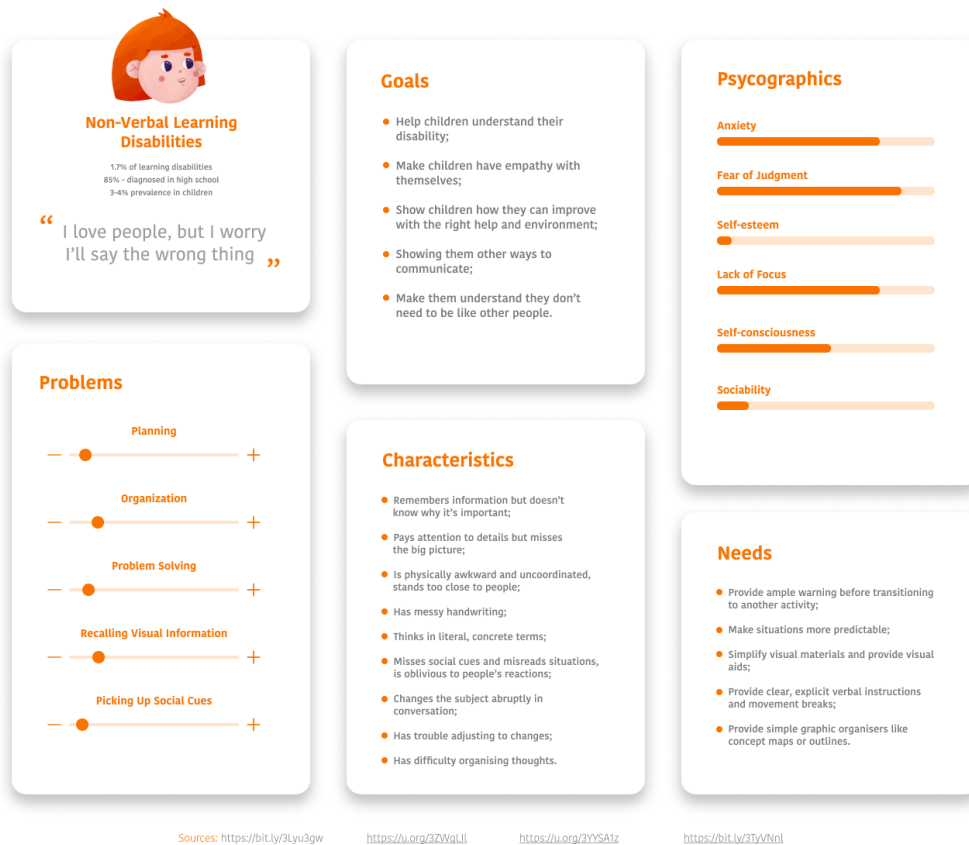 Non-Verbal Learning
Disabilities
1.7% of learning disabilities
85% - diagnosed in high school
3-4% prevalence in children
“ I love people, but I worry
I’ll say the wrong thing ”
Problems
Planning
Organization
Problem Solving
Recalling Visual Information
Picking Up Social Cues
Goals
Help children understand their
disability;
Make children have empathy with
themselves;
Show children how they can improve
with the right help and environment;
Showing them other ways to
communicate;
Make them understand they don’t
need to be like other people.
Characteristics
Remembers information but doesn’t
know why it’s important;
Pays attention to details but misses
the big picture;
Is physically awkward and uncoordinated,
stands too close to people;
Has messy handwriting;
Thinks in literal, concrete terms;
Misses social cues and misreads situations,
is oblivious to people’s reactions;
Changes the subject abruptly in
conversation;
Has trouble adjusting to changes;
Has difficulty organising thoughts.
Psycographics
Anxiety
Fear of Judgment
Self-esteem
Lack of Focus
Self-consciousness
Sociability
Needs
Provide ample warning before transitioning
to another activity;
Make situations more predictable;
Simplify visual materials and provide visual
aids;
Provide clear, explicit verbal instructions
and movement breaks;
Provide simple graphic organisers like
concept maps or outlines.
Sources: https://bit.ly/3Lyu3gw https://u.org/3ZWqLJl https://u.org/3YYSA1z https://bit.ly/3TyVNnl